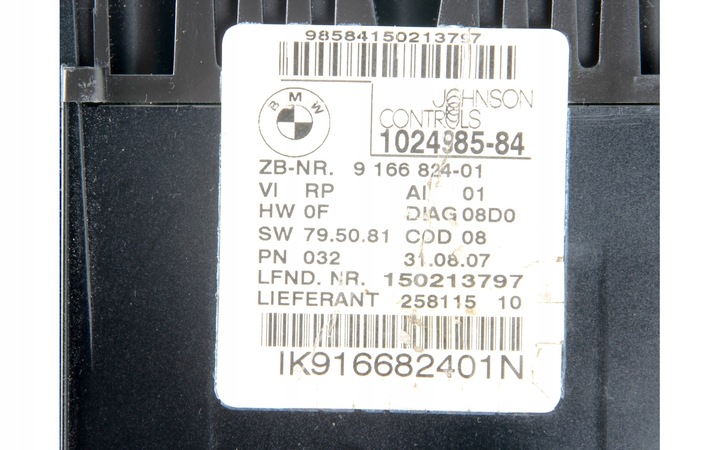 98584150213797
BMW
JOHNSON
&
CONTROLS
1024985-84
ZB-NR. 9 166 824-01
VI RP AI 01
HW 0F DIAG 08D0
SW 79.50.81 COD 08
PN 032 31.08.07
LFND. NR. 150213797
LIEFERANT 258115 10
IK916682401N